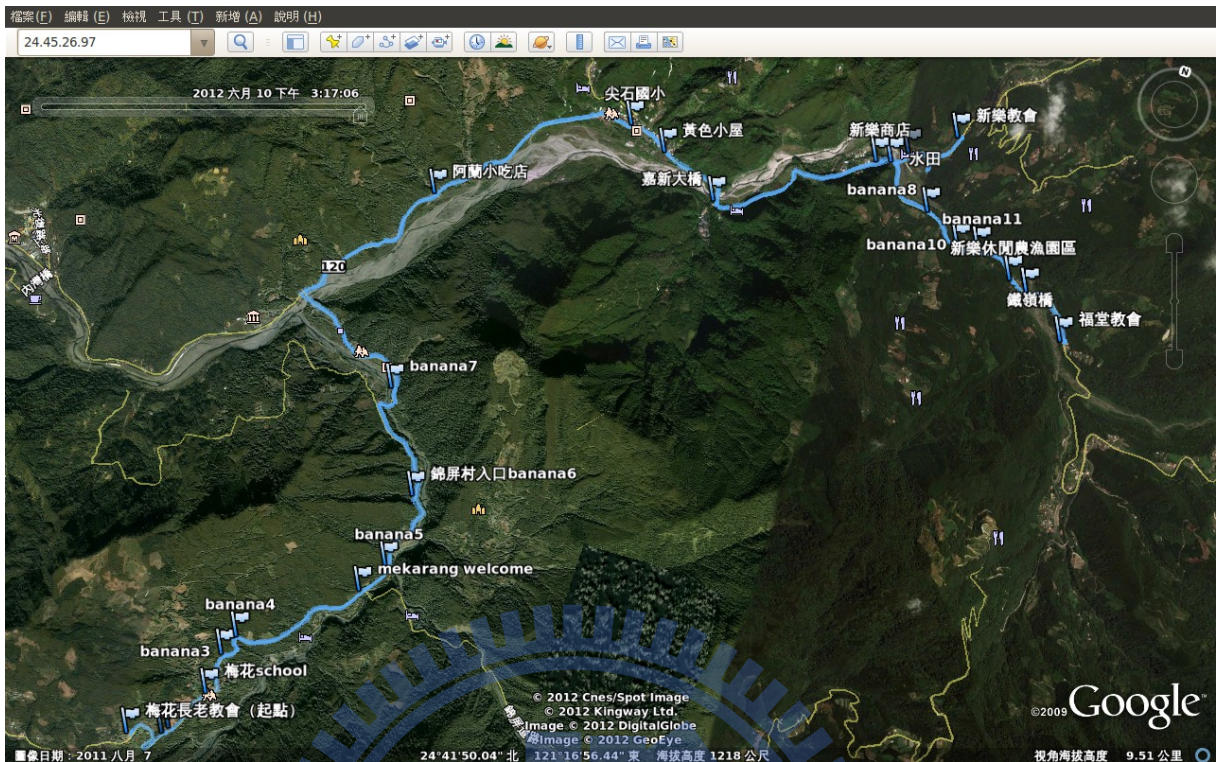 檔案(F) 編輯(E) 檢視 工具(T) 新增(A) 說明(H)
24.45.26.97
2012 六月 10 下午 3:17:06
N
尖石國小
黃色小屋
新樂商店
新樂教會
水田
阿蘭小吃店
嘉新大橋
banana8
banana11
banana10
新樂休閒農漁園區
內灣橋
120
鐵嶺橋
福堂教會
banana7
錦屏村入口banana6
banana5
mekarang welcome
banana4
banana3
梅花school
梅花長老教會(起點)
© 2012 Cnes/Spot Image
© 2012 Kingway Ltd.
Image © 2012 DigitalGlobe
Image © 2012 GeoEye
©2009 Google
圖像日期:2011 八月 7
24°41'50.04" 北 121°16'56.44" 東 海拔高度 1218 公尺
視角海拔高度 9.51 公里